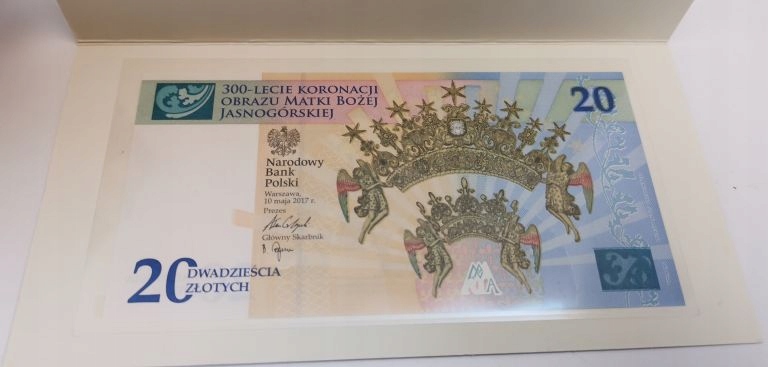 300-LECIE KORONACJI
OBRAZU MATKI BOŻEJ
JASNOGÓRSKIEJ
20
Narodowy
Bank
Polski
Warszawa,
10 maja 2017 r.
Prezes
Główny Skarbnik
20 DWADZIEŚCIA
ZŁOTYCH